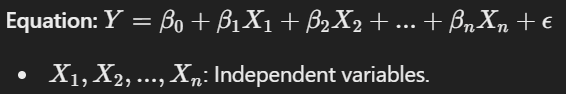 Equation: Y = β₀ + β₁X₁ + β₂X₂ + ... + βₙXₙ + ϵ
• X₁, X₂, ..., Xₙ: Independent variables.